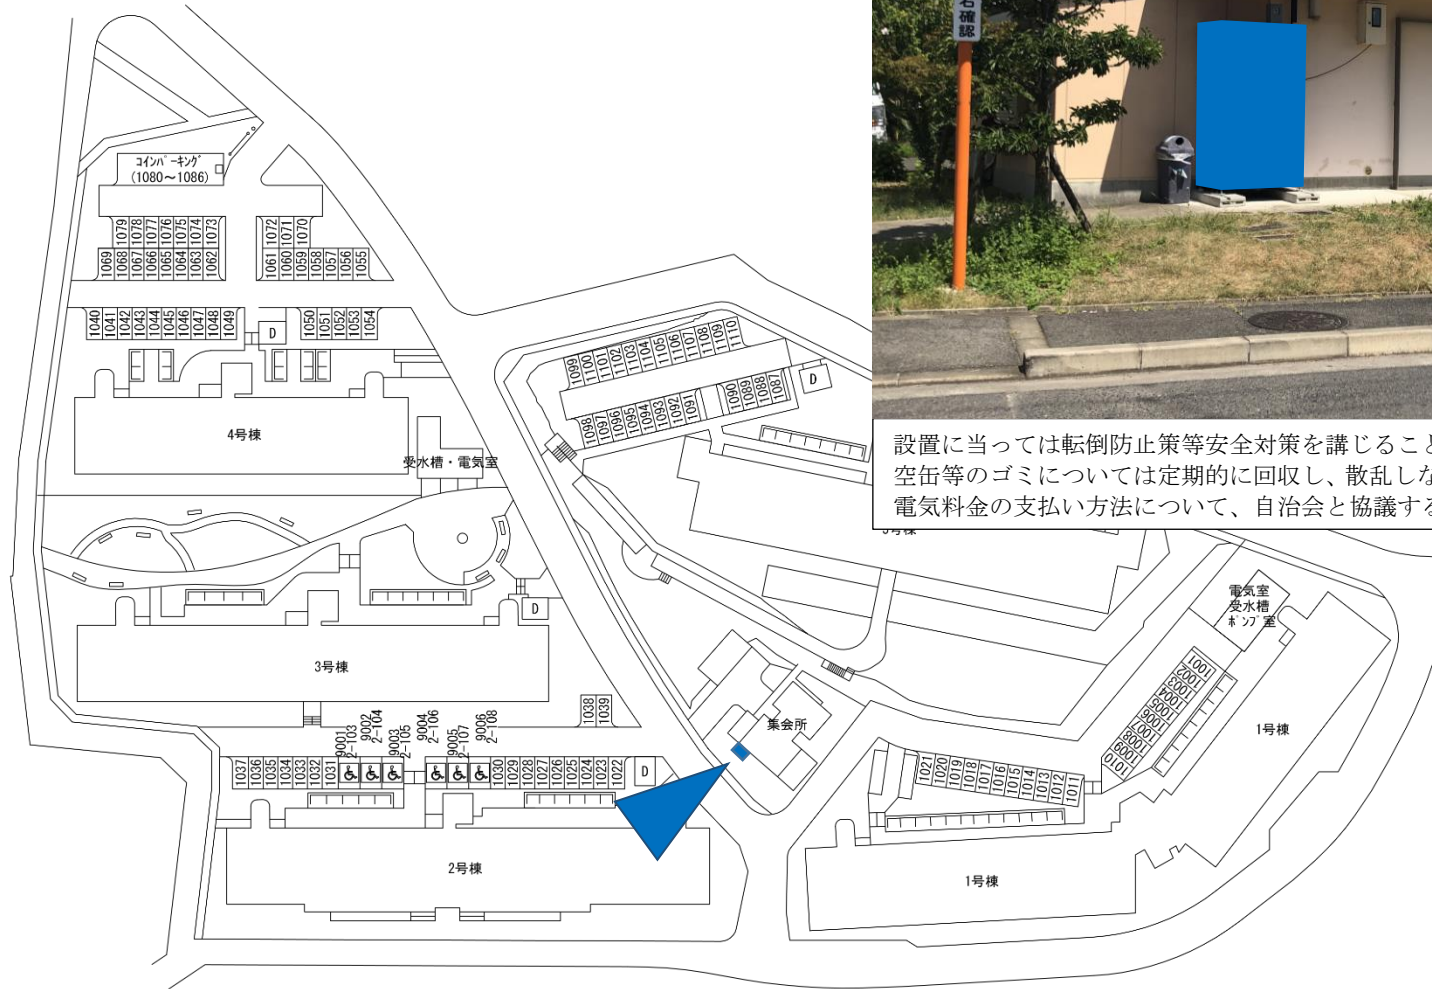 名確認
コインパーキング
(1080～1086)
1079 1078 1077 1076 1075 1074 1073
1072 1071 1070
1069 1068 1067 1066 1065 1064 1063 1062
1061 1060 1059 1058 1057 1056 1055
1040 1041 1042 1043 1044 1045 1046 1047 1048 1049
D
1050 1051 1052 1053 1054
1099 1100 1101 1102 1103 1104 1105 1106 1107 1108 1109 1110
1098 1097 1096 1095 1094 1093 1092 1091
1090 1089 1088 1087
D
4号棟
受水槽・電気室
設置に当っては転倒防止策等安全対策を講じること
空缶等のゴミについては定期的に回収し、散乱しな
電気料金の支払い方法について、自治会と協議する
電気室
受水槽
ポンプ室
D
3号棟
1001 1002 1003 1004 1005 1006 1007 1008 1009 1010
1038 1039
集会所
1号棟
9001 2-103
9002 2-104
9003 2-105
9004 2-106
9005 2-107
9006 2-108
1037 1036 1035 1034 1033 1032 1031
1030 1029 1028 1027 1026 1025 1024 1023 1022
D
1021 1020 1019 1018 1017 1016 1015 1014 1013 1012 1011
2号棟
1号棟